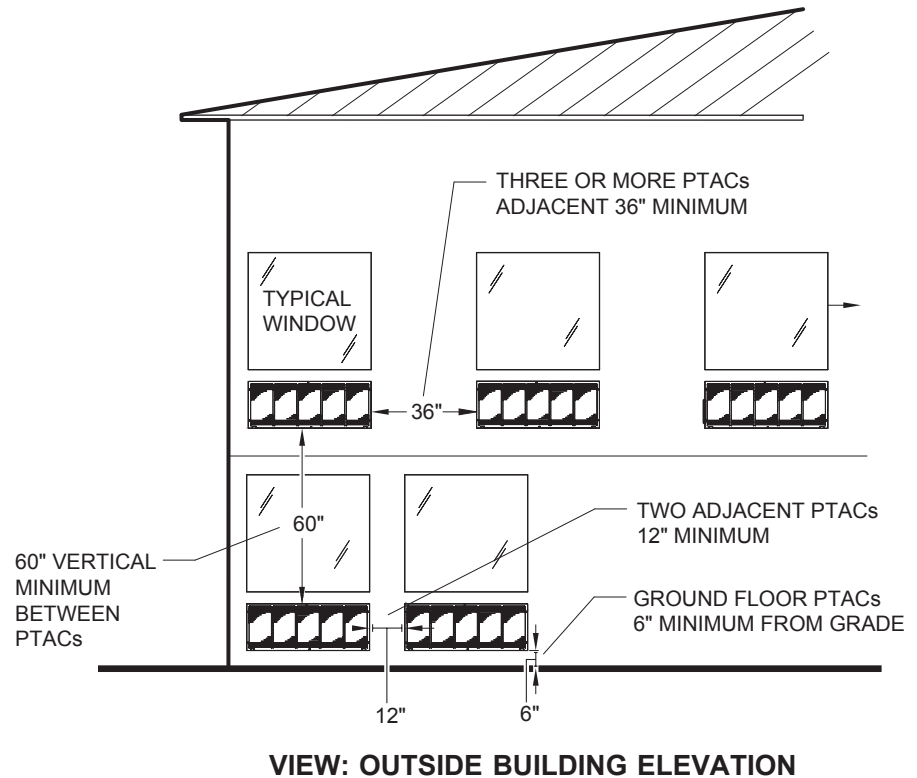 THREE OR MORE PTACs
ADJACENT 36" MINIMUM
TYPICAL
WINDOW
36"
60"
TWO ADJACENT PTACs
12" MINIMUM
60" VERTICAL
MINIMUM
BETWEEN
PTACs
GROUND FLOOR PTACs
6" MINIMUM FROM GRADE
12"
6"
VIEW: OUTSIDE BUILDING ELEVATION